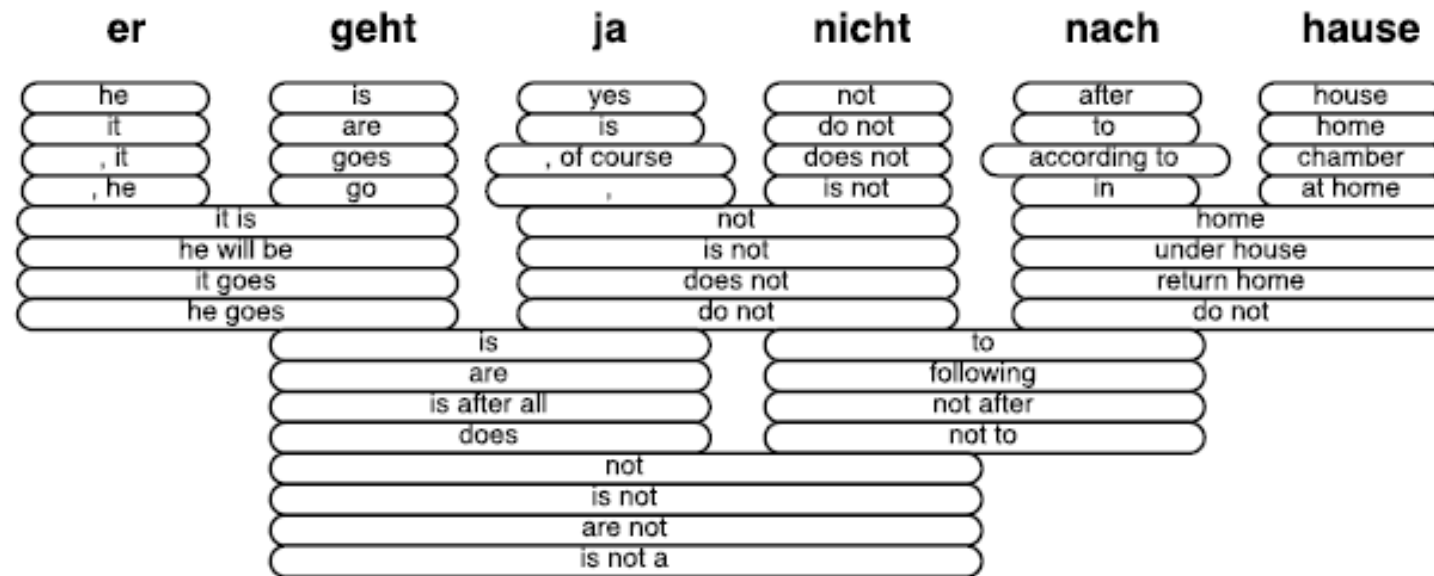 er geht ja nicht nach hause
he is yes not after house
it are is do not to home
, it goes , of course does not according to chamber
, he go , is not in at home
it is not home
he will be is not under house
it goes does not return home
he goes do not do not
is to
are following
is after all not after
does not to
not
is not
are not
is not a